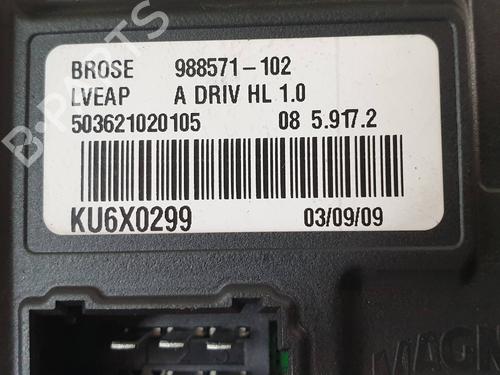 BROSE 988571-102
LVEAP A DRIV HL 1.0
503621020105 08 5.917.2
KU6X0299 03/09/09
B-PARTS